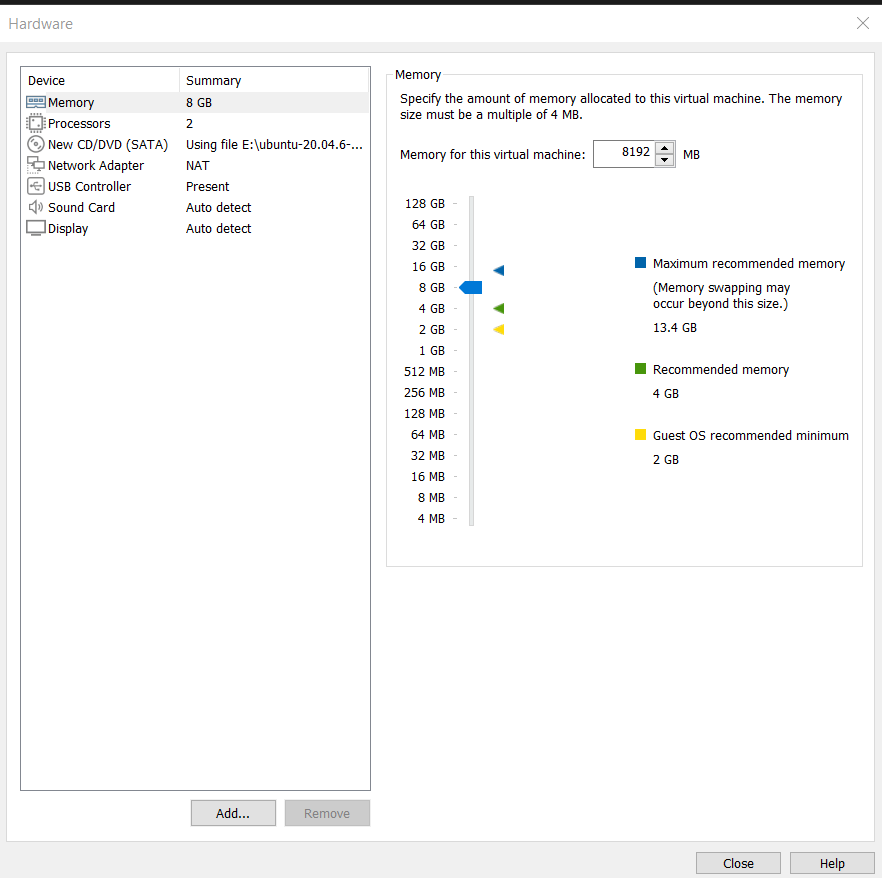 Hardware
Device Summary
Memory 8 GB
Processors 2
New CD/DVD (SATA) Using file E:\ubuntu-20.04.6-...
Network Adapter NAT
USB Controller Present
Sound Card Auto detect
Display Auto detect
Add... Remove
Memory
Specify the amount of memory allocated to this virtual machine. The memory
size must be a multiple of 4 MB.
Memory for this virtual machine: 8192 MB
128 GB
64 GB
32 GB
16 GB
8 GB
4 GB
2 GB
1 GB
512 MB
256 MB
128 MB
64 MB
32 MB
16 MB
8 MB
4 MB
Maximum recommended memory
(Memory swapping may
occur beyond this size.)
13.4 GB
Recommended memory
4 GB
Guest OS recommended minimum
2 GB
Close Help